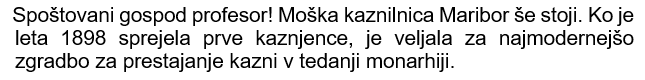 Spoštovani gospod profesor! Moška kaznilnica Maribor še stoji. Ko je
leta 1898 sprejela prve kaznjence, je veljala za najmodernejšo
zgradbo za prestajanje kazni v tedanji monarhiji.